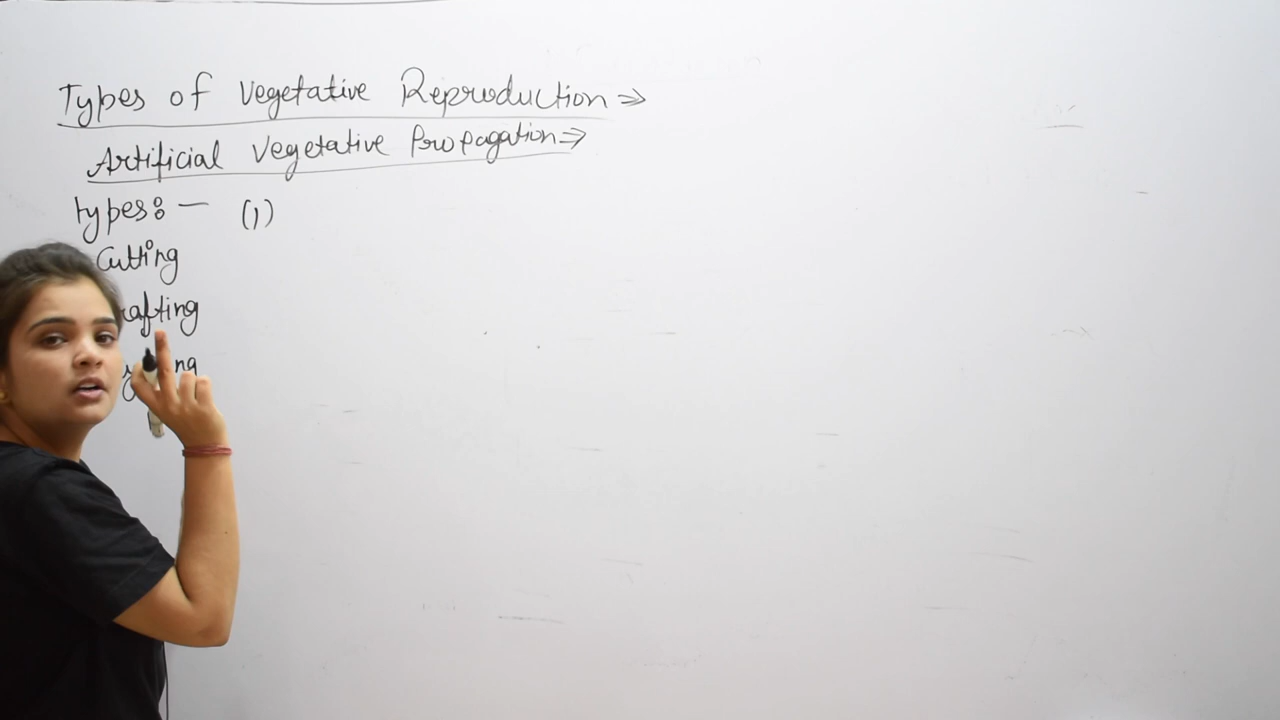 Types of Vegetative Reproduction ⇒
Artificial Vegetative Propagation ⇒
Types:- (1)
Cutting
rafting